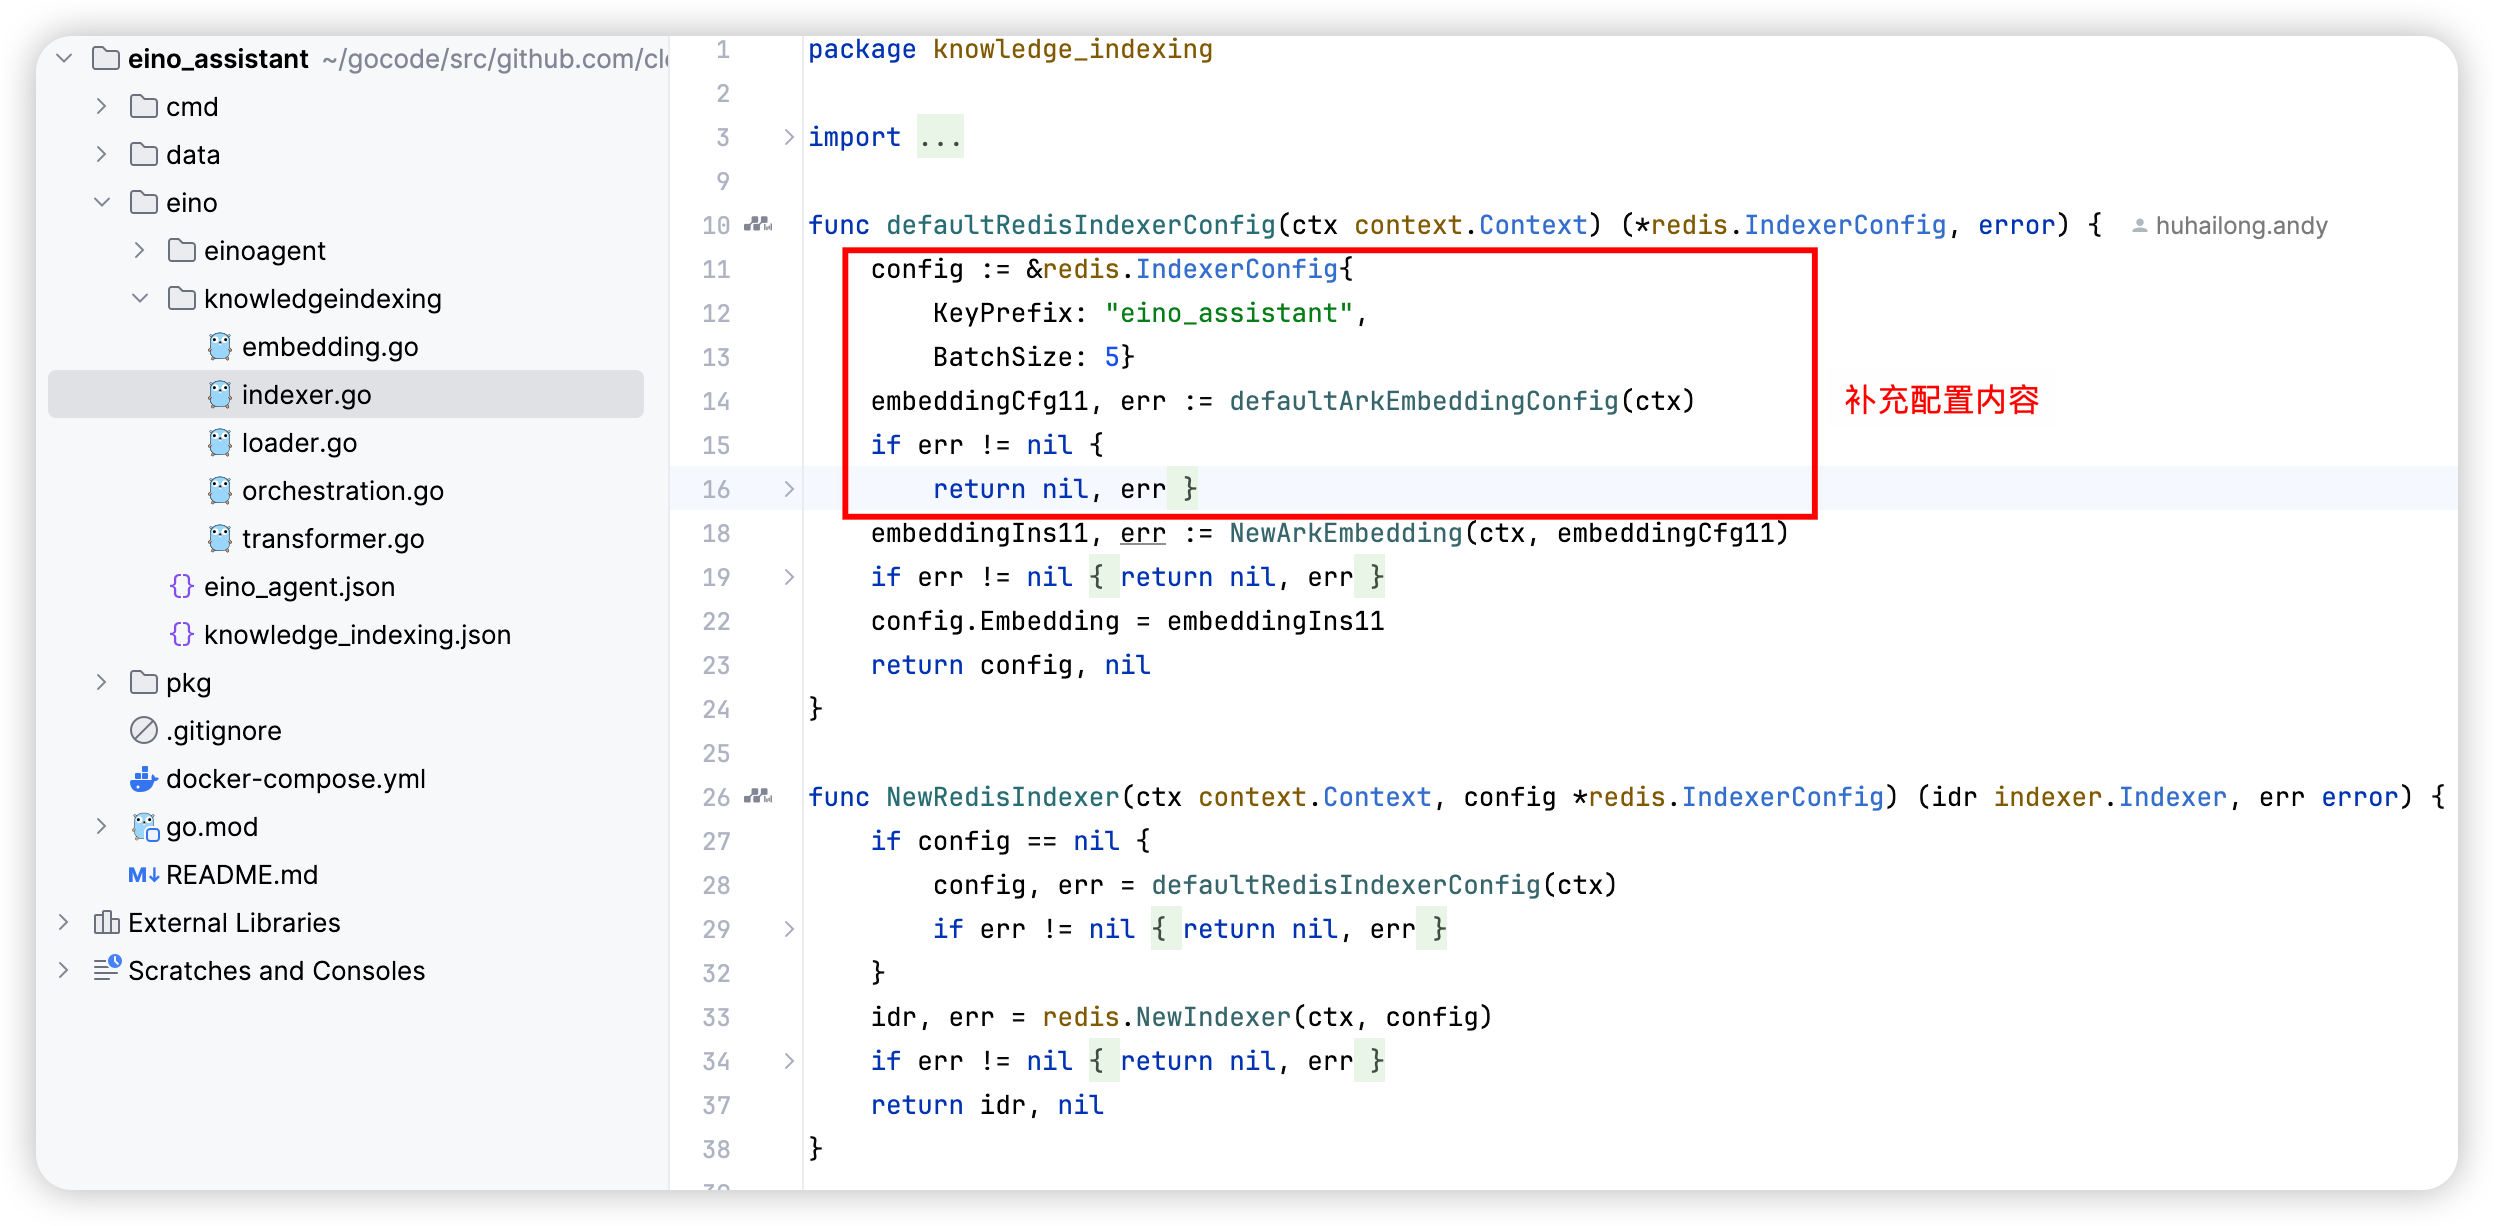 eino_assistant ~/gocode/src/github.com/cl
cmd
data
eino
einoagent
knowledgeindexing
embedding.go
indexer.go
loader.go
orchestration.go
transformer.go
{} eino_agent.json
{} knowledge_indexing.json
pkg
.gitignore
docker-compose.yml
go.mod
M↓ README.md
External Libraries
Scratches and Consoles
1 package knowledge_indexing
2
3 import ...
9
10 func defaultRedisIndexerConfig(ctx context.Context) (*redis.IndexerConfig, error) { huhailong.andy
11 config := &redis.IndexerConfig{
12 KeyPrefix: "eino_assistant",
13 BatchSize: 5}
14 embeddingCfg11, err := defaultArkEmbeddingConfig(ctx)
15 if err != nil {
16 return nil, err }
18 embeddingIns11, err := NewArkEmbedding(ctx, embeddingCfg11)
19 if err != nil { return nil, err }
22 config.Embedding = embeddingIns11
23 return config, nil
24 }
25
26 func NewRedisIndexer(ctx context.Context, config *redis.IndexerConfig) (idr indexer.Indexer, err error) {
27 if config == nil {
28 config, err = defaultRedisIndexerConfig(ctx)
29 if err != nil { return nil, err }
32 }
33 idr, err = redis.NewIndexer(ctx, config)
34 if err != nil { return nil, err }
37 return idr, nil
38 }
补充配置内容